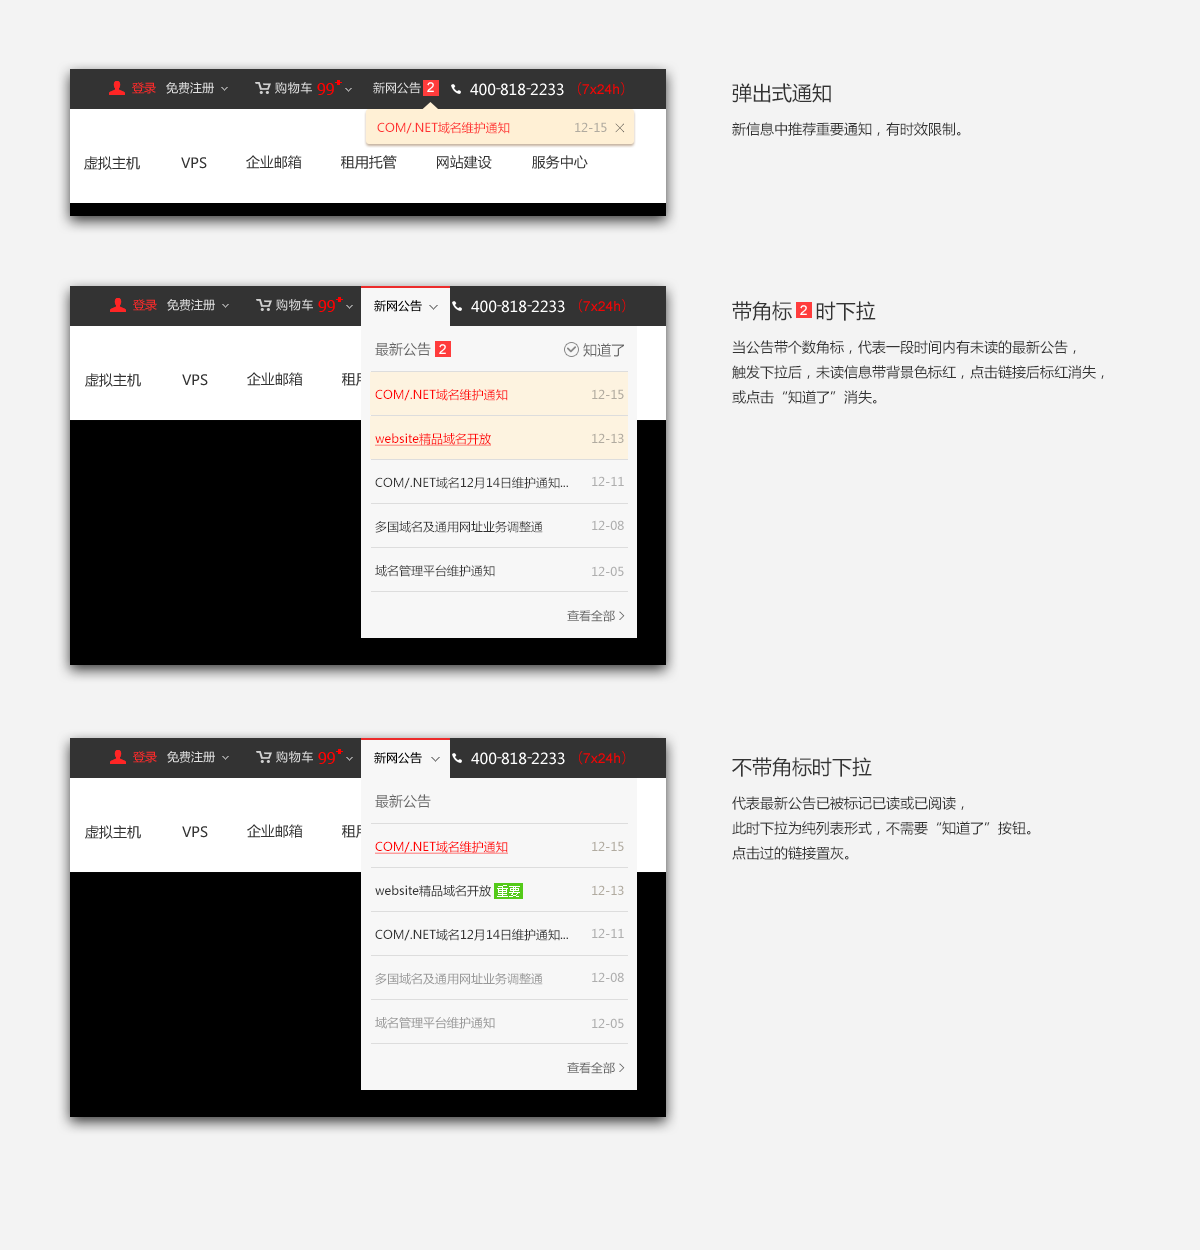 登录 免费注册 购物车 99+ 新网公告 2 400-818-2233 (7x24h)
COM/.NET域名维护通知 12-15
虚拟主机 VPS 企业邮箱 租用托管 网站建设 服务中心
弹出式通知
新信息中推荐重要通知，有时效限制。
登录 免费注册 购物车 99+ 新网公告 400-818-2233 (7x24h)
最新公告 2 知道了
虚拟主机 VPS 企业邮箱 租用
COM/.NET域名维护通知 12-15
website精品域名开放 12-13
COM/.NET域名12月14日维护通知... 12-11
多国域名及通用网址业务调整通 12-08
域名管理平台维护通知 12-05
查看全部 >
带角标 2 时下拉
当公告带个数角标，代表一段时间内有未读的最新公告，
触发下拉后，未读信息带背景色标红，点击链接后标红消失，
或点击“知道了”消失。
登录 免费注册 购物车 99+ 新网公告 400-818-2233 (7x24h)
最新公告
虚拟主机 VPS 企业邮箱 租用
COM/.NET域名维护通知 12-15
website精品域名开放 重要 12-13
COM/.NET域名12月14日维护通知... 12-11
多国域名及通用网址业务调整通 12-08
域名管理平台维护通知 12-05
查看全部 >
不带角标时下拉
代表最新公告已被标记已读或已阅读，
此时下拉为纯列表形式，不需要“知道了”按钮。
点击过的链接置灰。